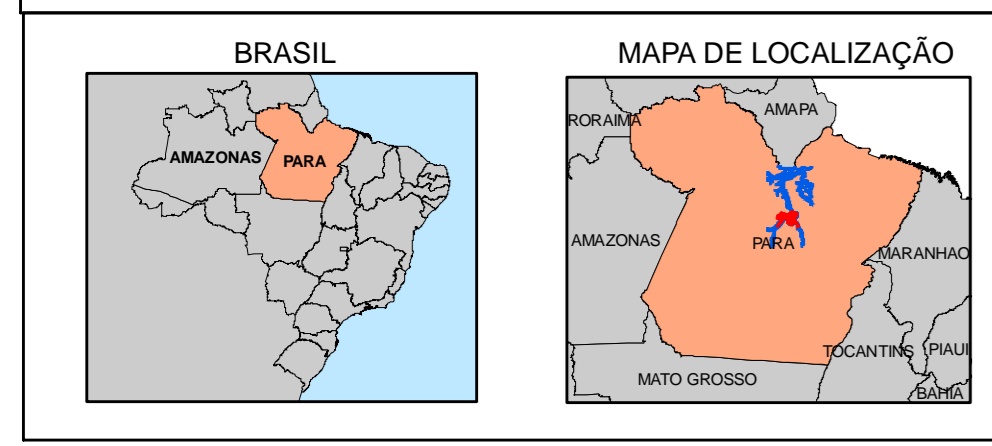 BRASIL
AMAZONAS
PARA
MAPA DE LOCALIZAÇÃO
RORAIMA
AMAPA
AMAZONAS
PARA
MARANHAO
TOCANTINS
PIAUI
MATO GROSSO
BAHIA